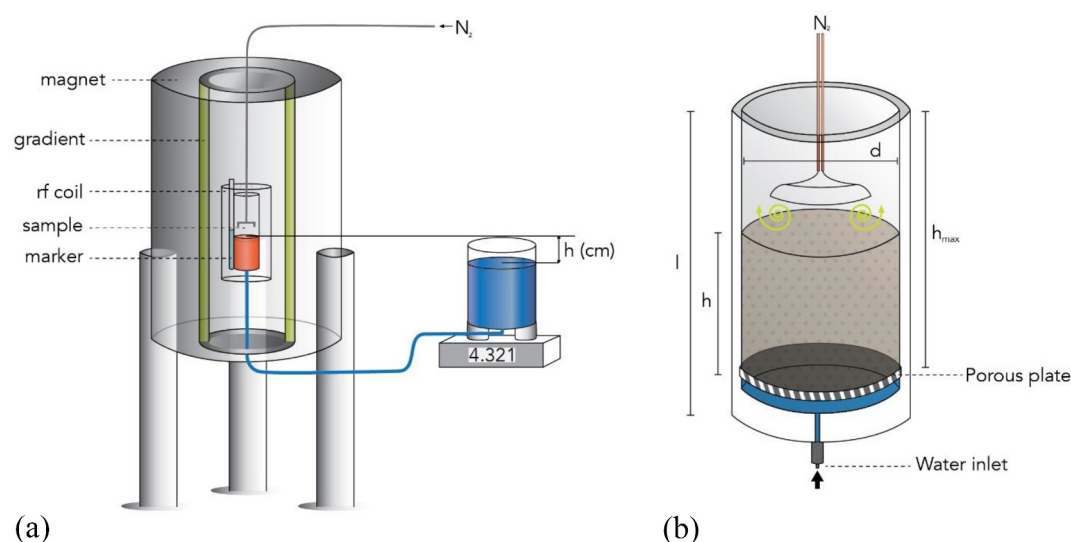 N₂
magnet
gradient
rf coil
sample
marker
h (cm)
4.321
(a)
N₂
d
l
h
hmax
Porous plate
Water inlet
(b)